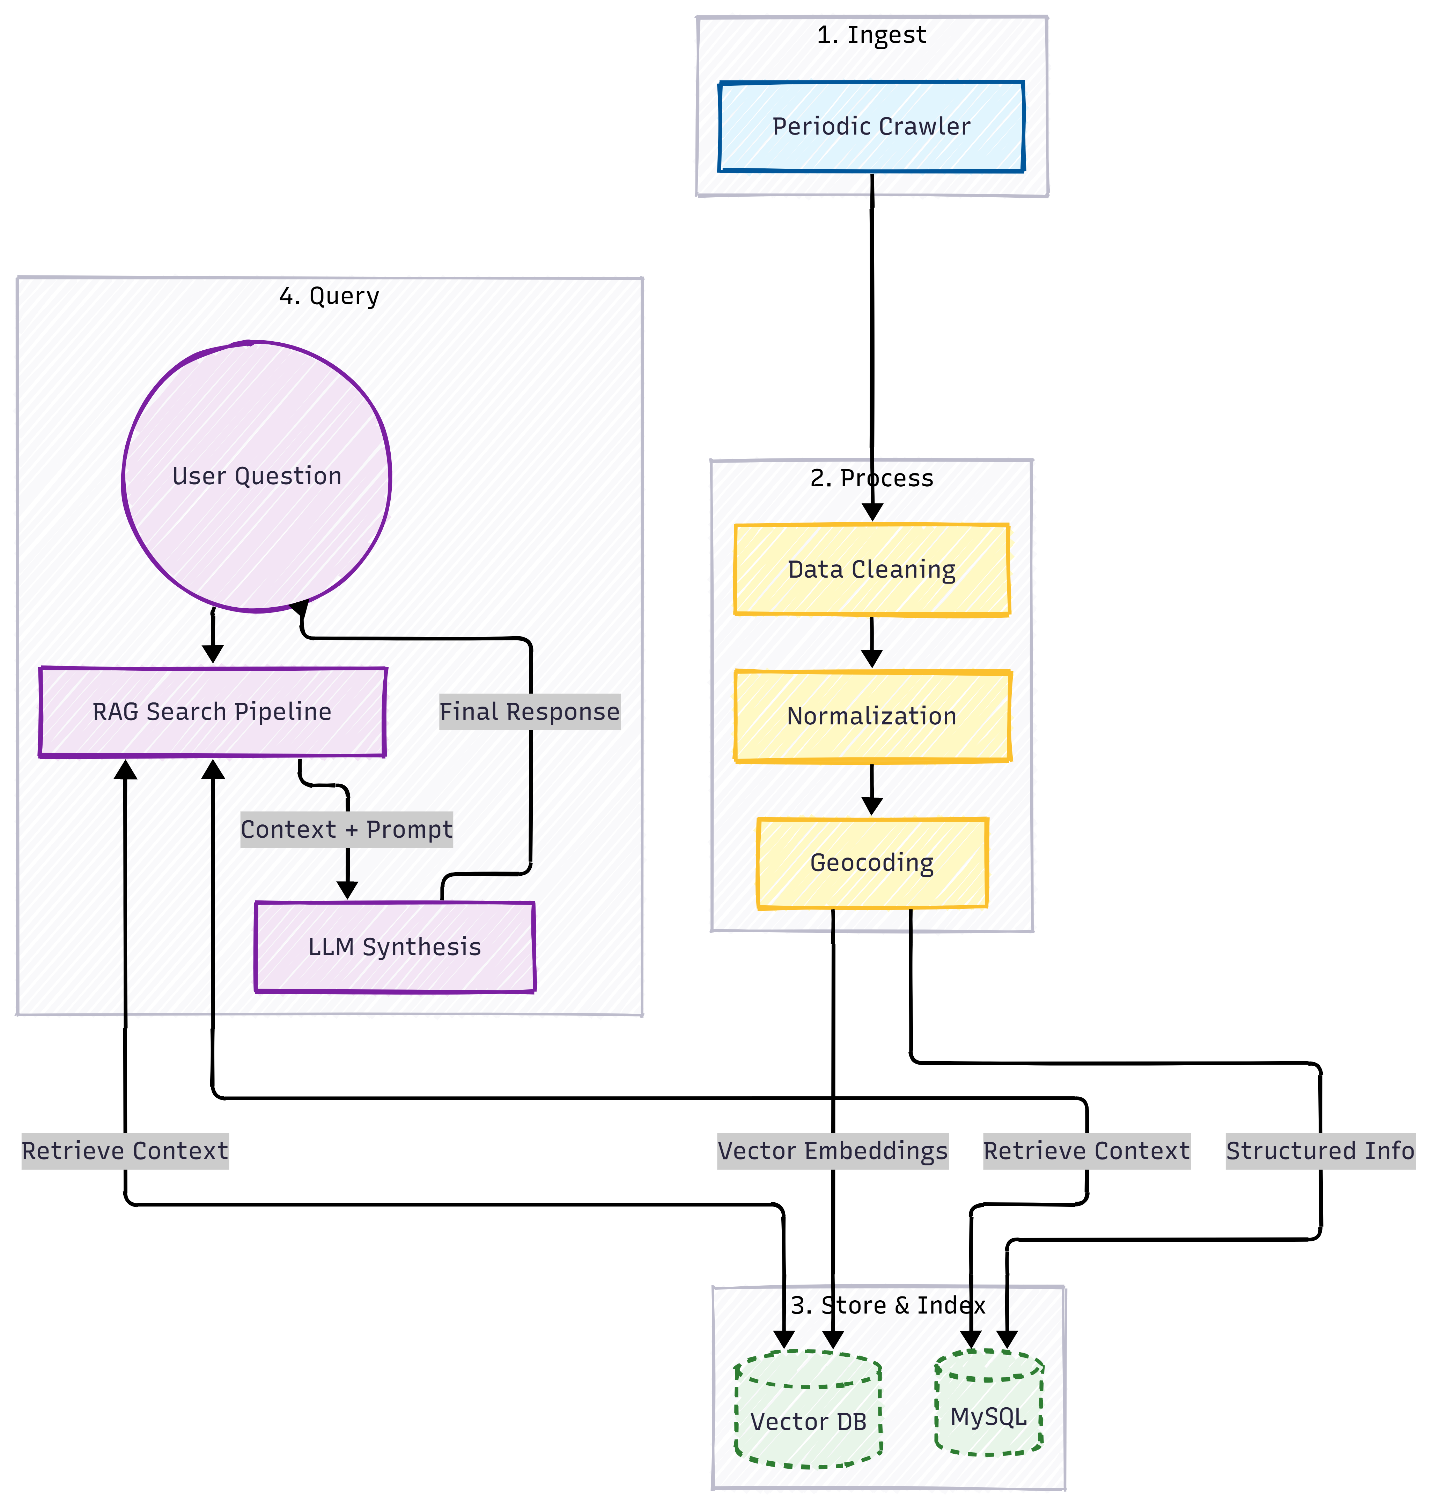 1. Ingest
Periodic Crawler
4. Query
User Question
RAG Search Pipeline
Final Response
Context + Prompt
LLM Synthesis
2. Process
Data Cleaning
Normalization
Geocoding
Retrieve Context
Vector Embeddings
Retrieve Context
Structured Info
3. Store & Index
Vector DB
MySQL